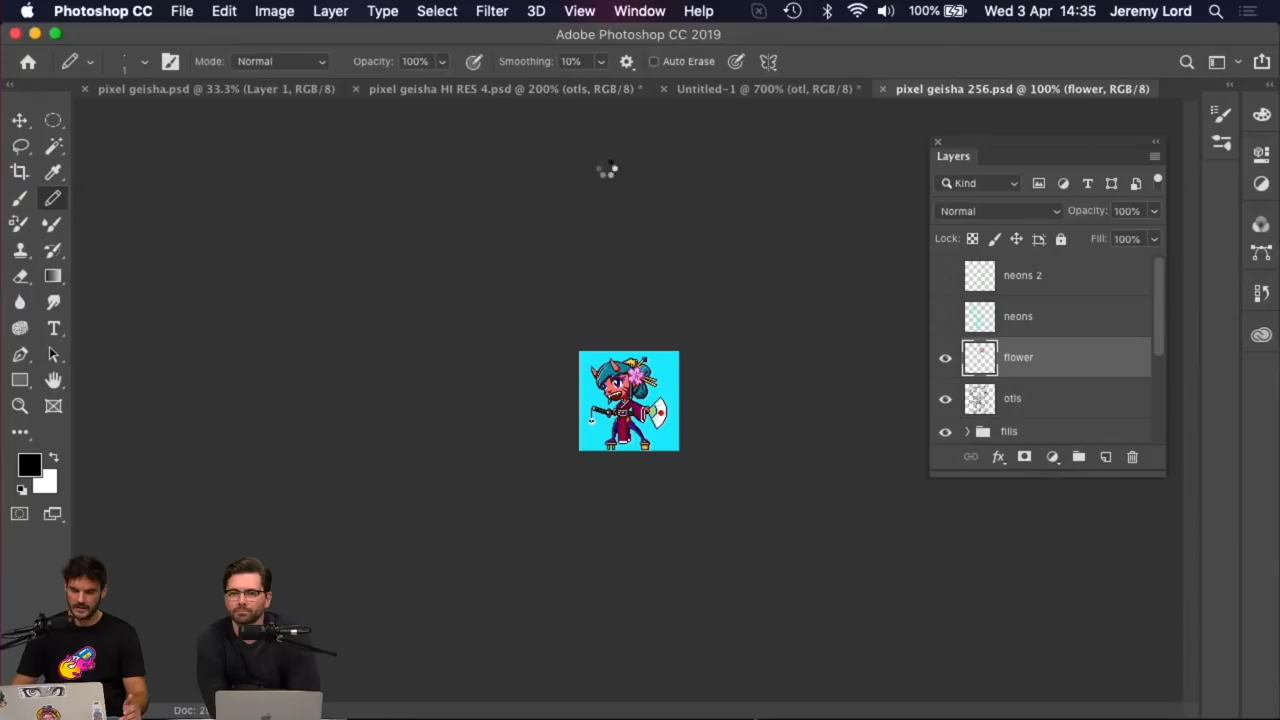 Photoshop CC File Edit Image Layer Type Select Filter 3D View Window Help 100% Wed 3 Apr 14:35 Jeremy Lord
Adobe Photoshop CC 2019
1 Mode: Normal Opacity: 100% Smoothing: 10% Auto Erase
pixel geisha.psd @ 33.3% (Layer 1, RGB/8) pixel geisha HI RES 4.psd @ 200% (otls, RGB/8) * Untitled-1 @ 700% (otl, RGB/8) * pixel geisha 256.psd @ 100% (flower, RGB/8)
Layers
Kind
Normal Opacity: 100%
Lock: Fill: 100%
neons 2
neons
flower
otls
fills
Doc: